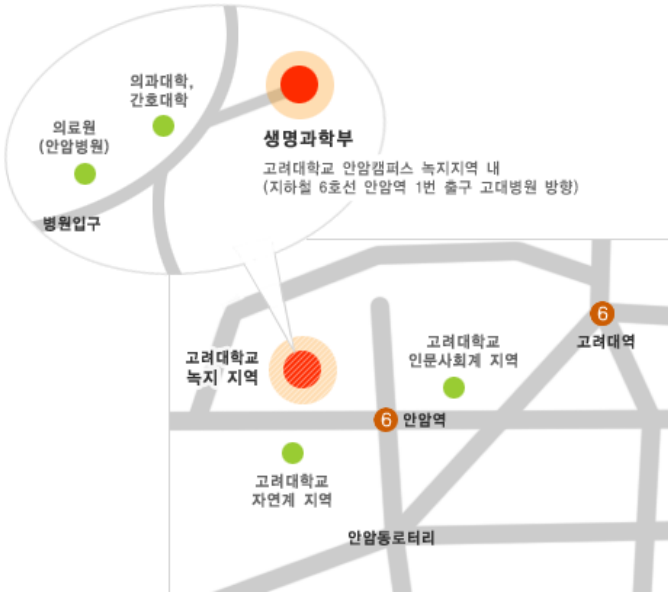 의과대학,
간호대학
의료원
(안암병원)
생명과학부
고려대학교 안암캠퍼스 녹지지역 내
(지하철 6호선 안암역 1번 출구 고대병원 방향)
병원입구
6
고려대역
고려대학교
인문사회계 지역
고려대학교
녹지 지역
6 안암역
고려대학교
자연계 지역
안암동로터리